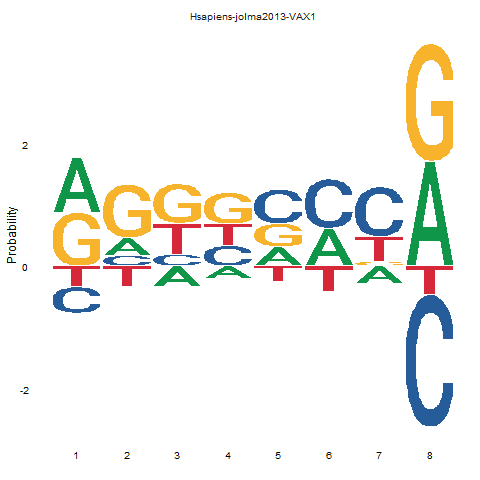 Hsapiens-jolma2013-VAX1
Probability
2
0
-2
A G T C
G A C T
G T C A
G T C A
C G A T
C A T
C T G A
G A T C
1 2 3 4 5 6 7 8